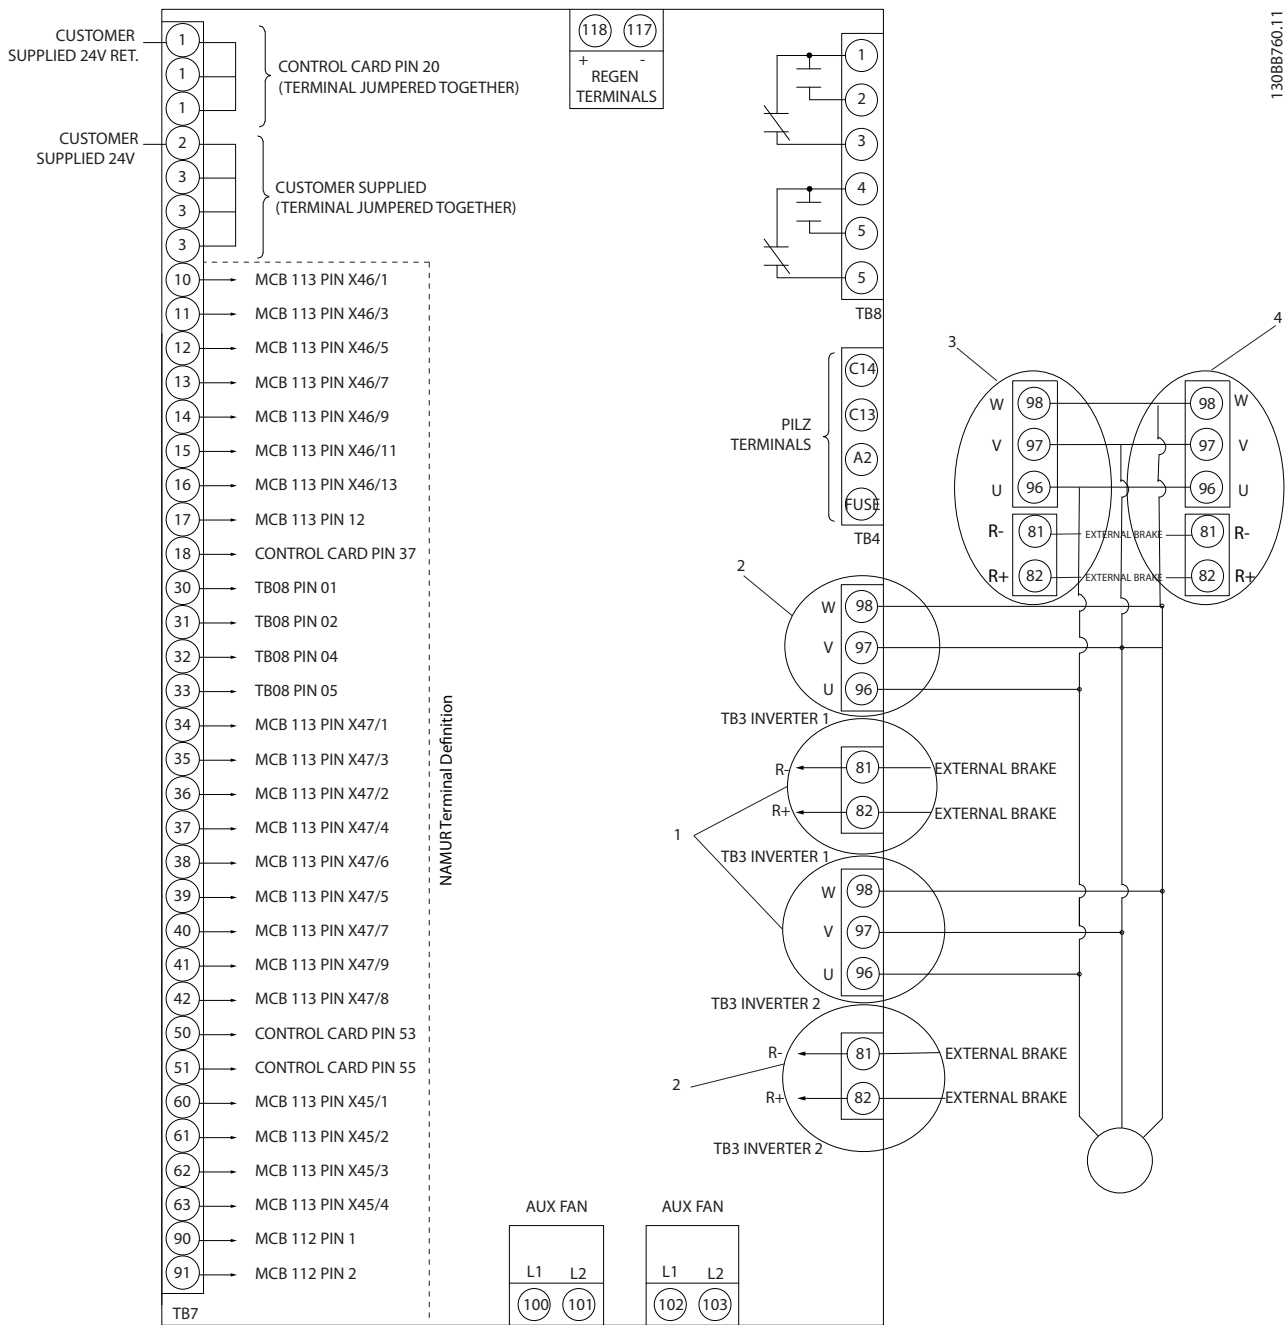 130BB760.11
CUSTOMER
SUPPLIED 24V RET.
1
1
1
CONTROL CARD PIN 20
(TERMINAL JUMPERED TOGETHER)
CUSTOMER
SUPPLIED 24V
2
3
3
3
CUSTOMER SUPPLIED
(TERMINAL JUMPERED TOGETHER)
10 MCB 113 PIN X46/1
11 MCB 113 PIN X46/3
12 MCB 113 PIN X46/5
13 MCB 113 PIN X46/7
14 MCB 113 PIN X46/9
15 MCB 113 PIN X46/11
16 MCB 113 PIN X46/13
17 MCB 113 PIN 12
18 CONTROL CARD PIN 37
30 TB08 PIN 01
31 TB08 PIN 02
32 TB08 PIN 04
33 TB08 PIN 05
34 MCB 113 PIN X47/1
35 MCB 113 PIN X47/3
36 MCB 113 PIN X47/2
37 MCB 113 PIN X47/4
38 MCB 113 PIN X47/6
39 MCB 113 PIN X47/5
40 MCB 113 PIN X47/7
41 MCB 113 PIN X47/9
42 MCB 113 PIN X47/8
50 CONTROL CARD PIN 53
51 CONTROL CARD PIN 55
60 MCB 113 PIN X45/1
61 MCB 113 PIN X45/2
62 MCB 113 PIN X45/3
63 MCB 113 PIN X45/4
90 MCB 112 PIN 1
91 MCB 112 PIN 2
TB7
NAMUR Terminal Definition
118 117
+ -
REGEN
TERMINALS
1
2
3
4
5
5
TB8
PILZ
TERMINALS
C14
C13
A2
FUSE
TB4
2
W 98
V 97
U 96
TB3 INVERTER 1
R- 81 EXTERNAL BRAKE
R+ 82 EXTERNAL BRAKE
1
TB3 INVERTER 1
W 98
V 97
U 96
TB3 INVERTER 2
R- 81 EXTERNAL BRAKE
2
R+ 82 EXTERNAL BRAKE
TB3 INVERTER 2
3
4
W 98 98 W
V 97 97 V
U 96 96 U
R- 81 EXTERNAL BRAKE 81 R-
R+ 82 EXTERNAL BRAKE 82 R+
AUX FAN
L1 L2
100 101
AUX FAN
L1 L2
102 103